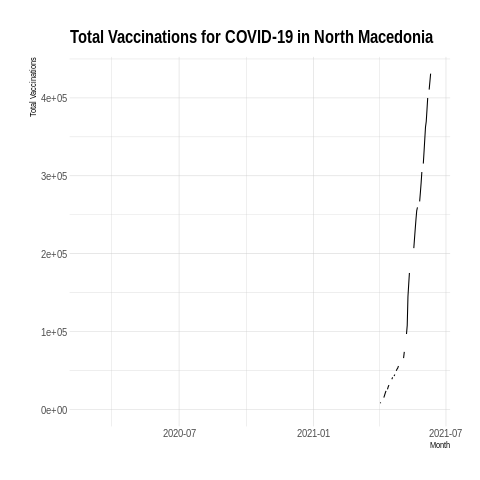 Total Vaccinations for COVID-19 in North Macedonia
Total Vaccinations
4e+05
3e+05
2e+05
1e+05
0e+00
2020-07 2021-01 2021-07
Month